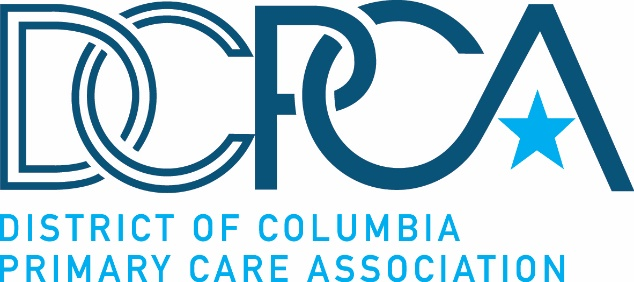 DCPCA
DISTRICT OF COLUMBIA
PRIMARY CARE ASSOCIATION